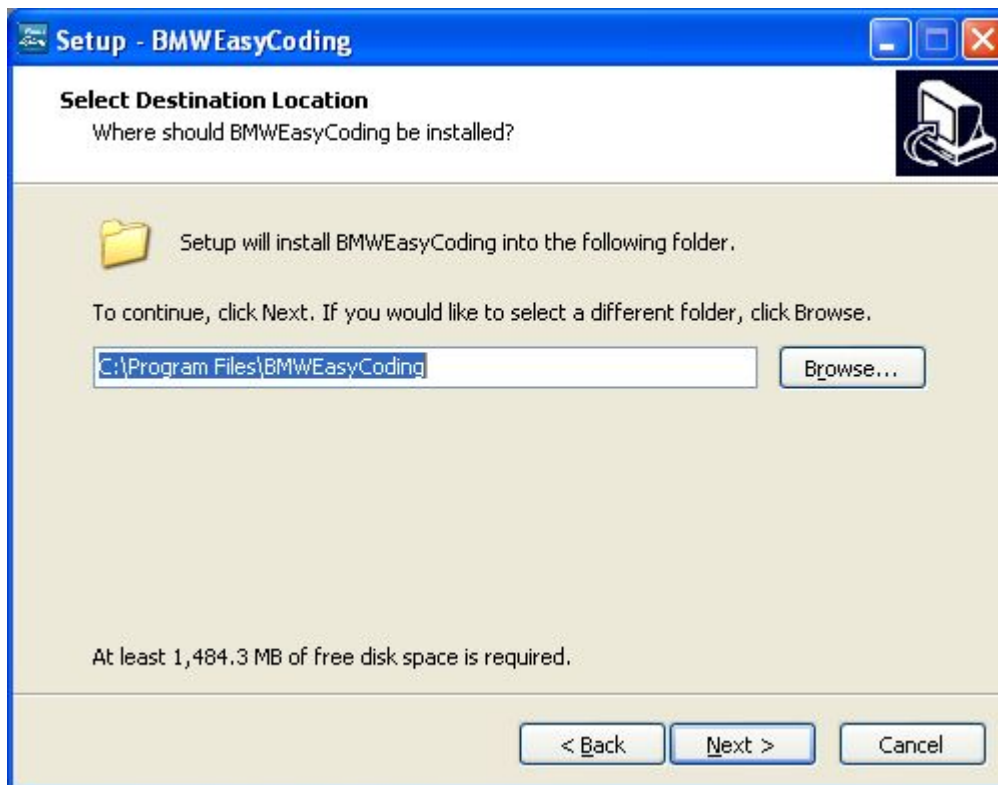 Setup - BMWEasyCoding
Select Destination Location
Where should BMWEasyCoding be installed?
Setup will install BMWEasyCoding into the following folder.
To continue, click Next. If you would like to select a different folder, click Browse.
C:\Program Files\BMWEasyCoding
Browse...
At least 1,484.3 MB of free disk space is required.
< Back
Next >
Cancel